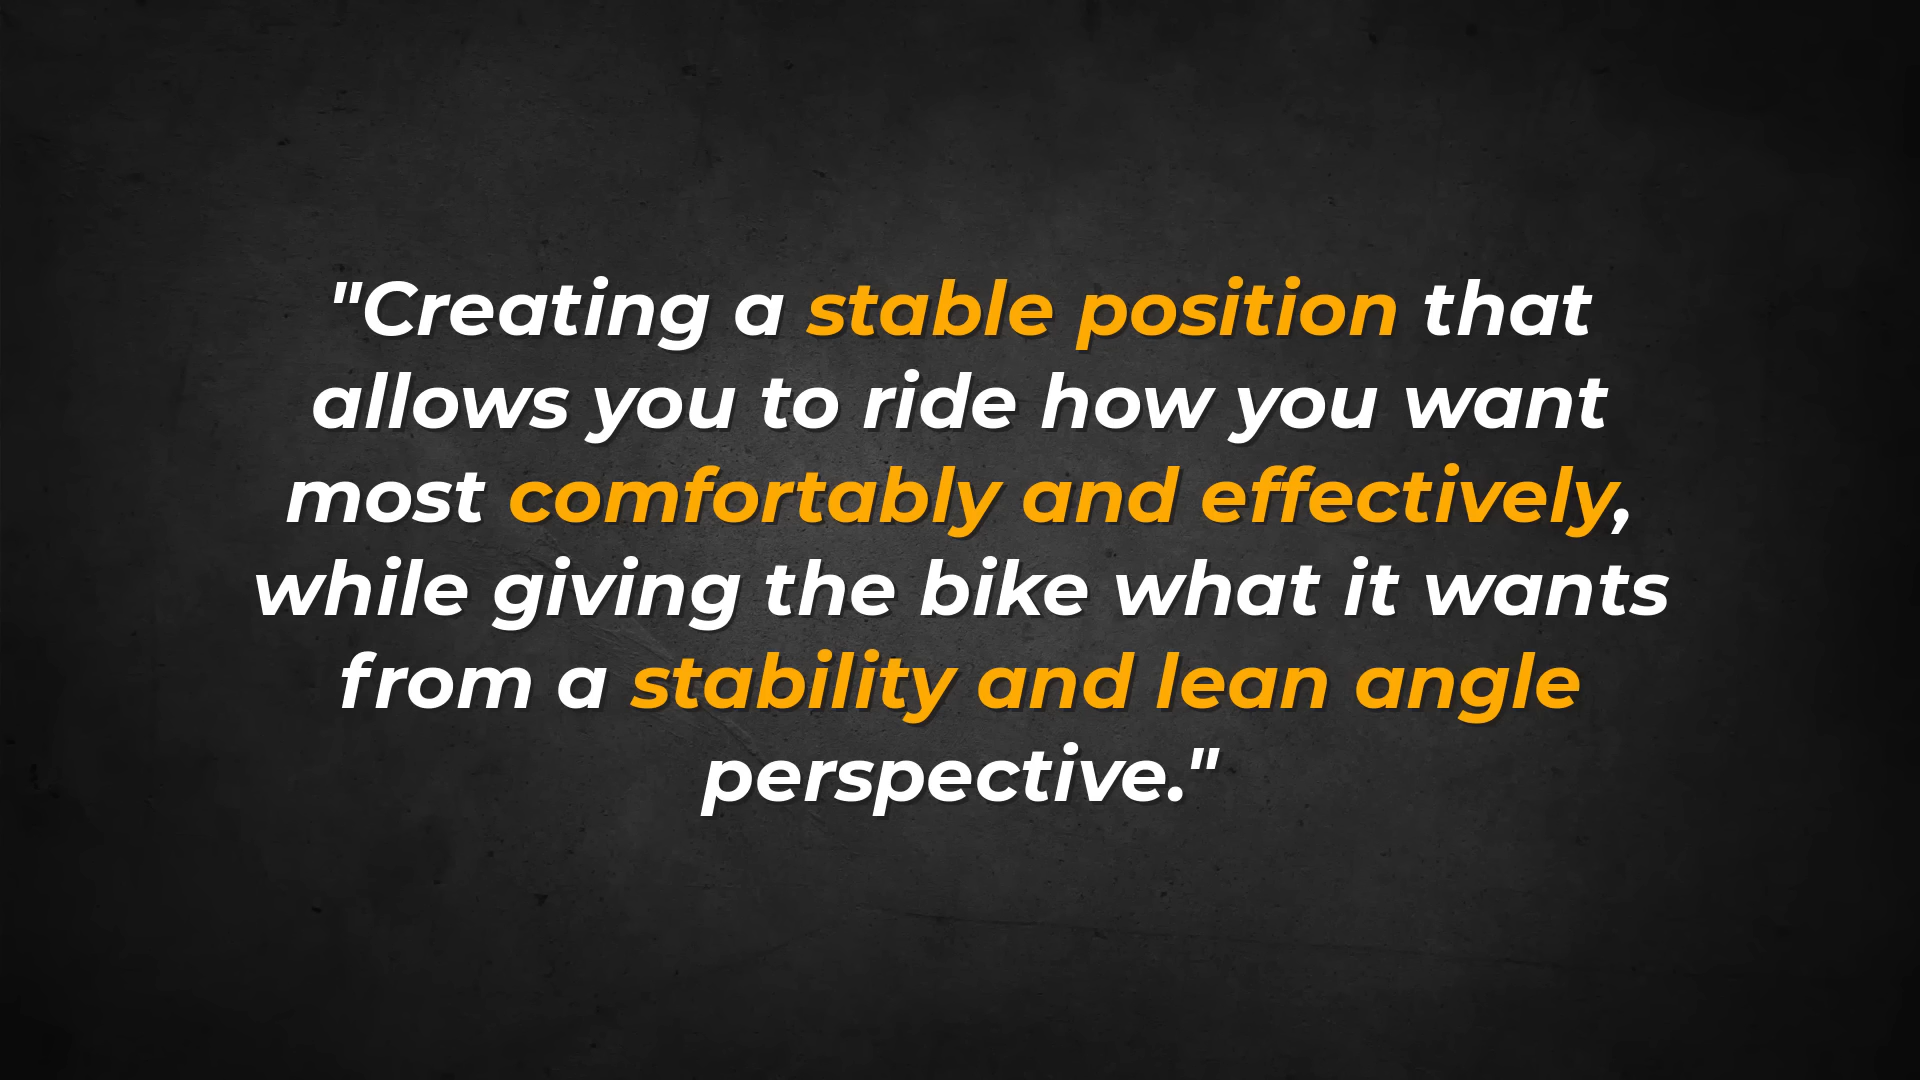 "Creating a stable position that
allows you to ride how you want
most comfortably and effectively,
while giving the bike what it wants
from a stability and lean angle
perspective."